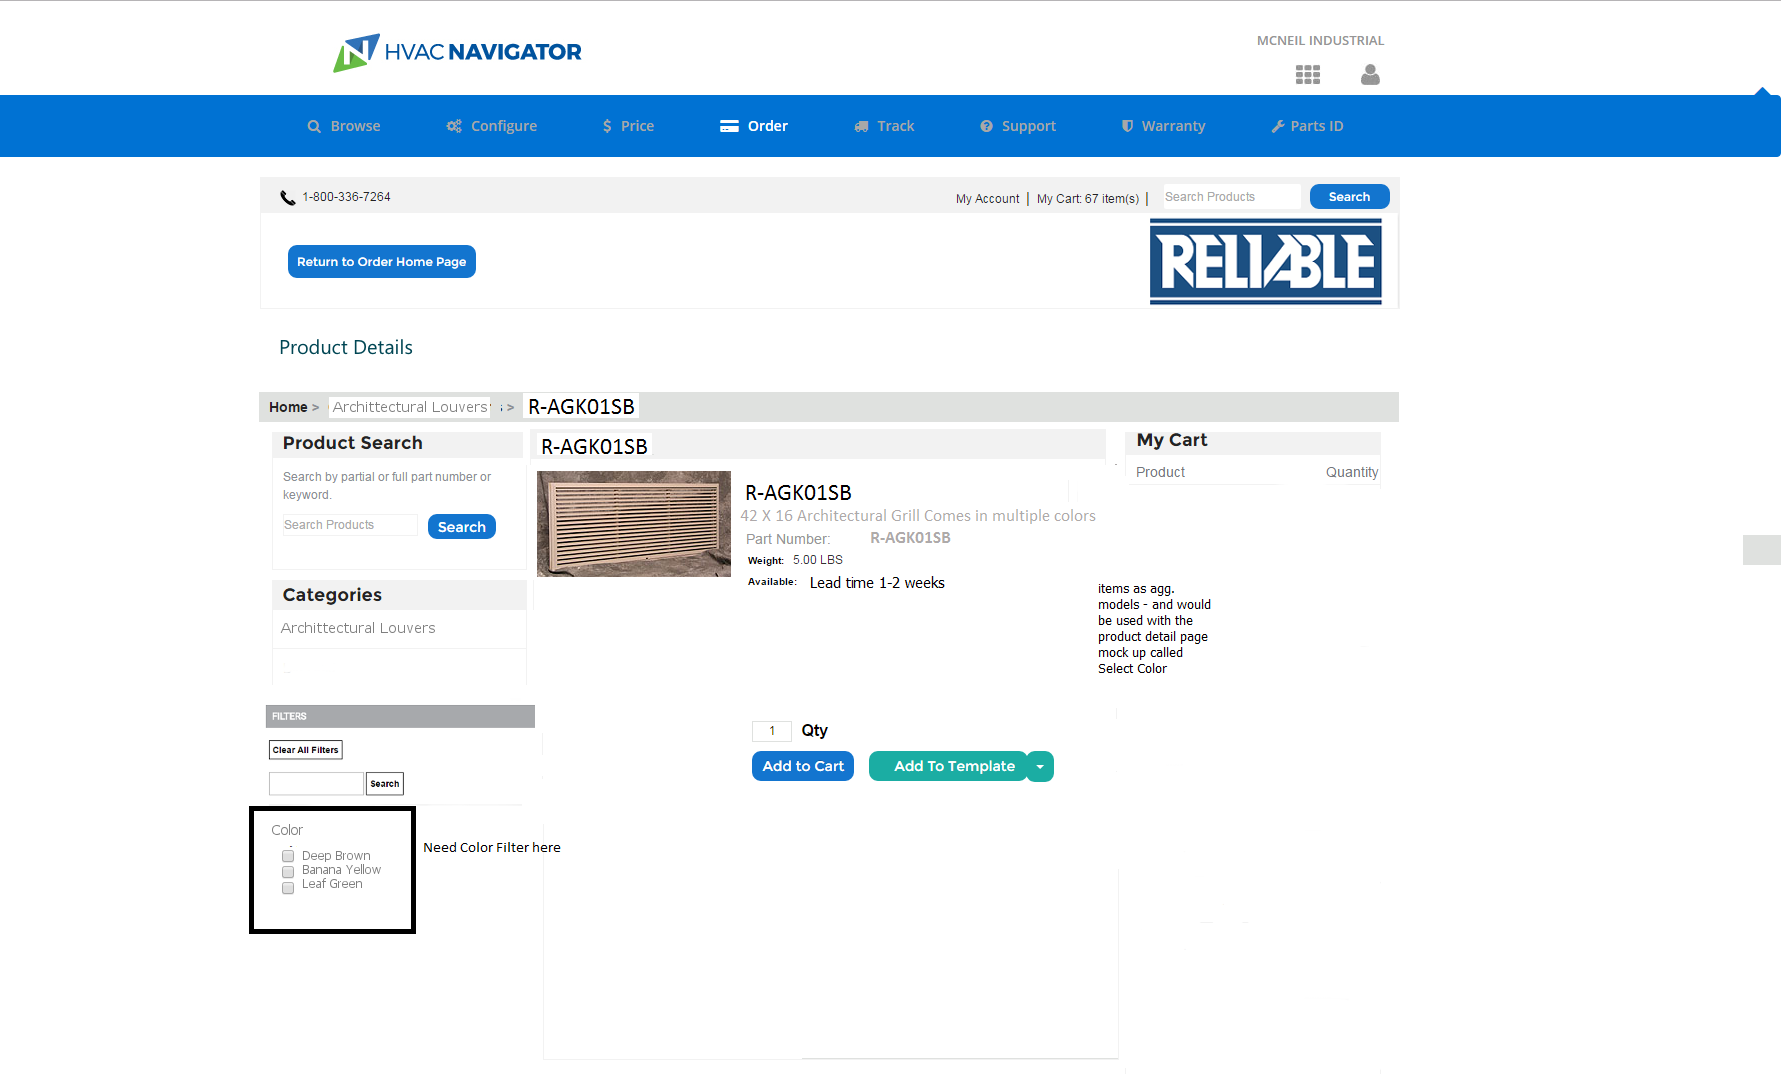 HVAC NAVIGATOR
MCNEIL INDUSTRIAL
Browse
Configure
Price
Order
Track
Support
Warranty
Parts ID
1-800-336-7264
My Account | My Cart: 67 item(s) |
Search Products
Search
Return to Order Home Page
RELIABLE
Product Details
Home > Archittectural Louvers > R-AGK01SB
Product Search
Search by partial or full part number or
keyword.
Search Products
Search
Categories
Archittectural Louvers
FILTERS
Clear All Filters
Search
Color
Deep Brown
Banana Yellow
Leaf Green
Need Color Filter here
R-AGK01SB
R-AGK01SB
42 X 16 Architectural Grill Comes in multiple colors
Part Number: R-AGK01SB
Weight: 5.00 LBS
Available: Lead time 1-2 weeks
1 Qty
Add to Cart
Add To Template
My Cart
Product Quantity
items as agg.
models - and would
be used with the
product detail page
mock up called
Select Color